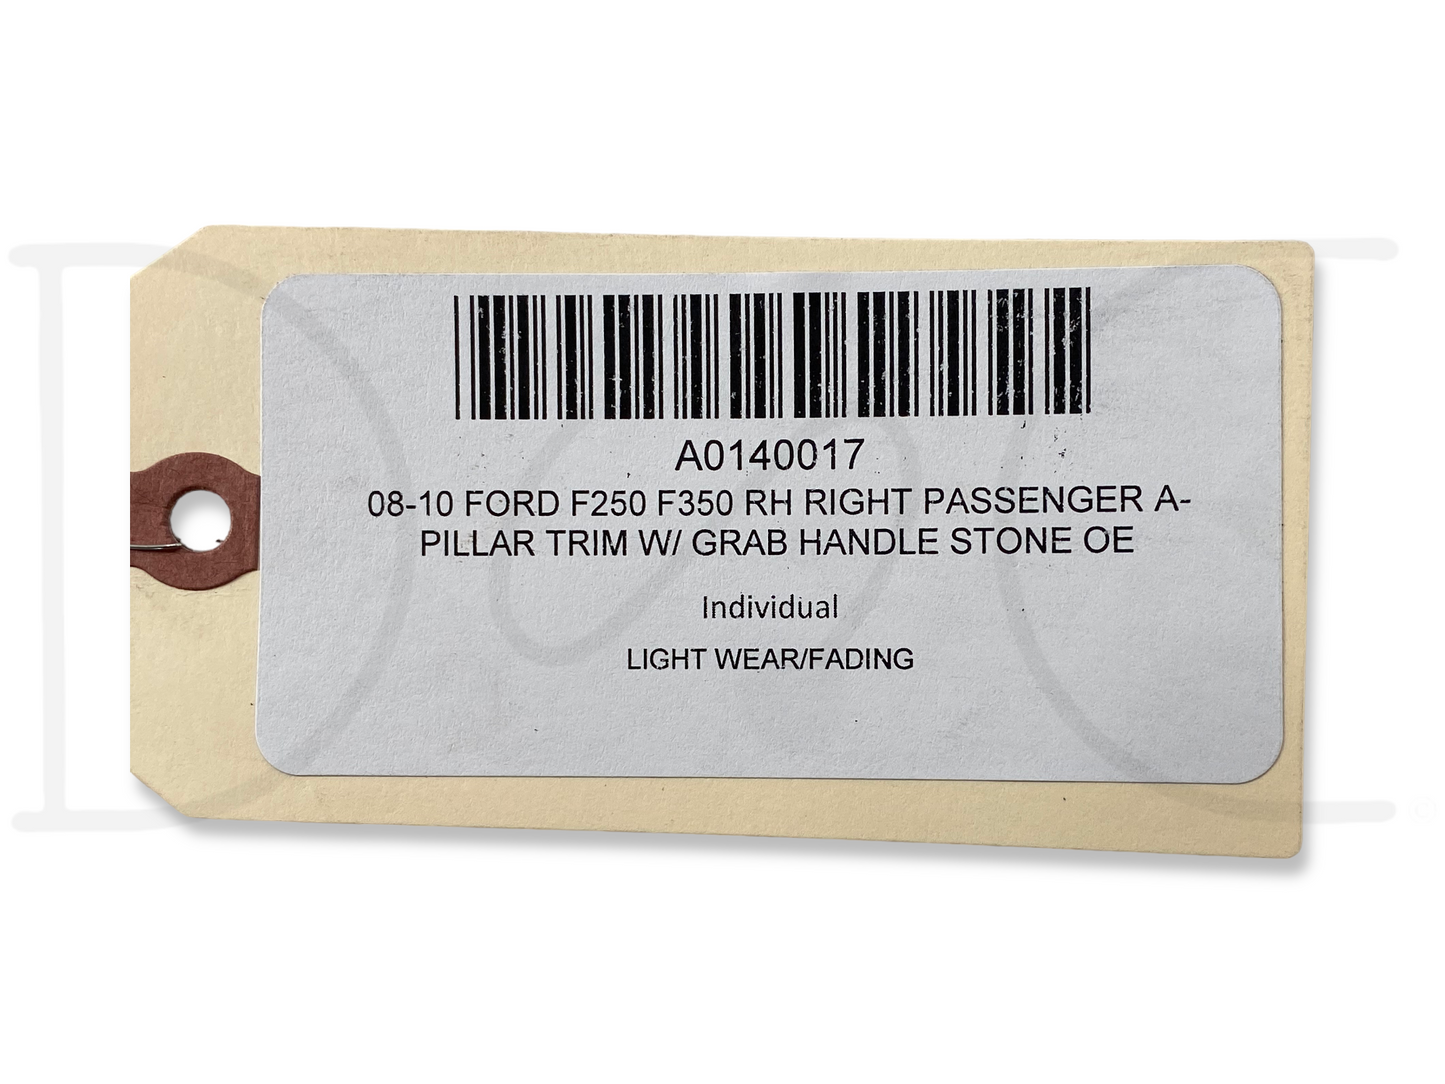 A0140017
08-10 FORD F250 F350 RH RIGHT PASSENGER A-
PILLAR TRIM W/ GRAB HANDLE STONE OE
Individual
LIGHT WEAR/FADING